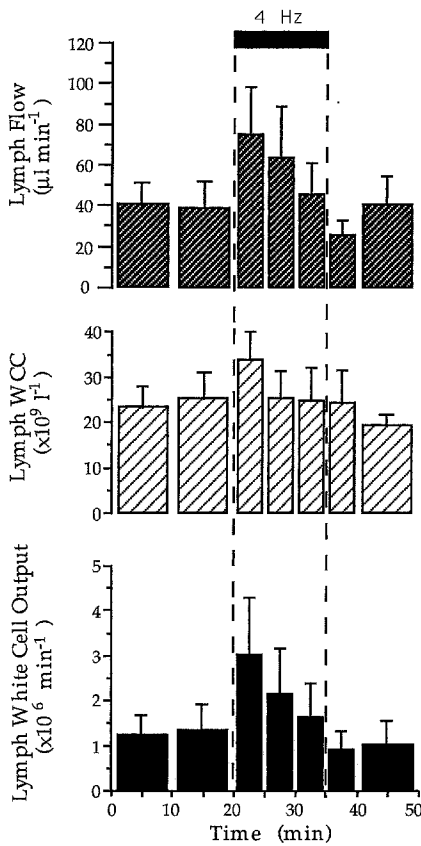 4 Hz
Lymph Flow
(µl min⁻¹)
120
100
80
60
40
20
0
Lymph WCC
(x10⁹ l⁻¹)
40
30
20
10
0
Lymph White Cell Output
(x10⁶ min⁻¹)
5
4
3
2
1
0
0 10 20 30 40 50
Time (min)